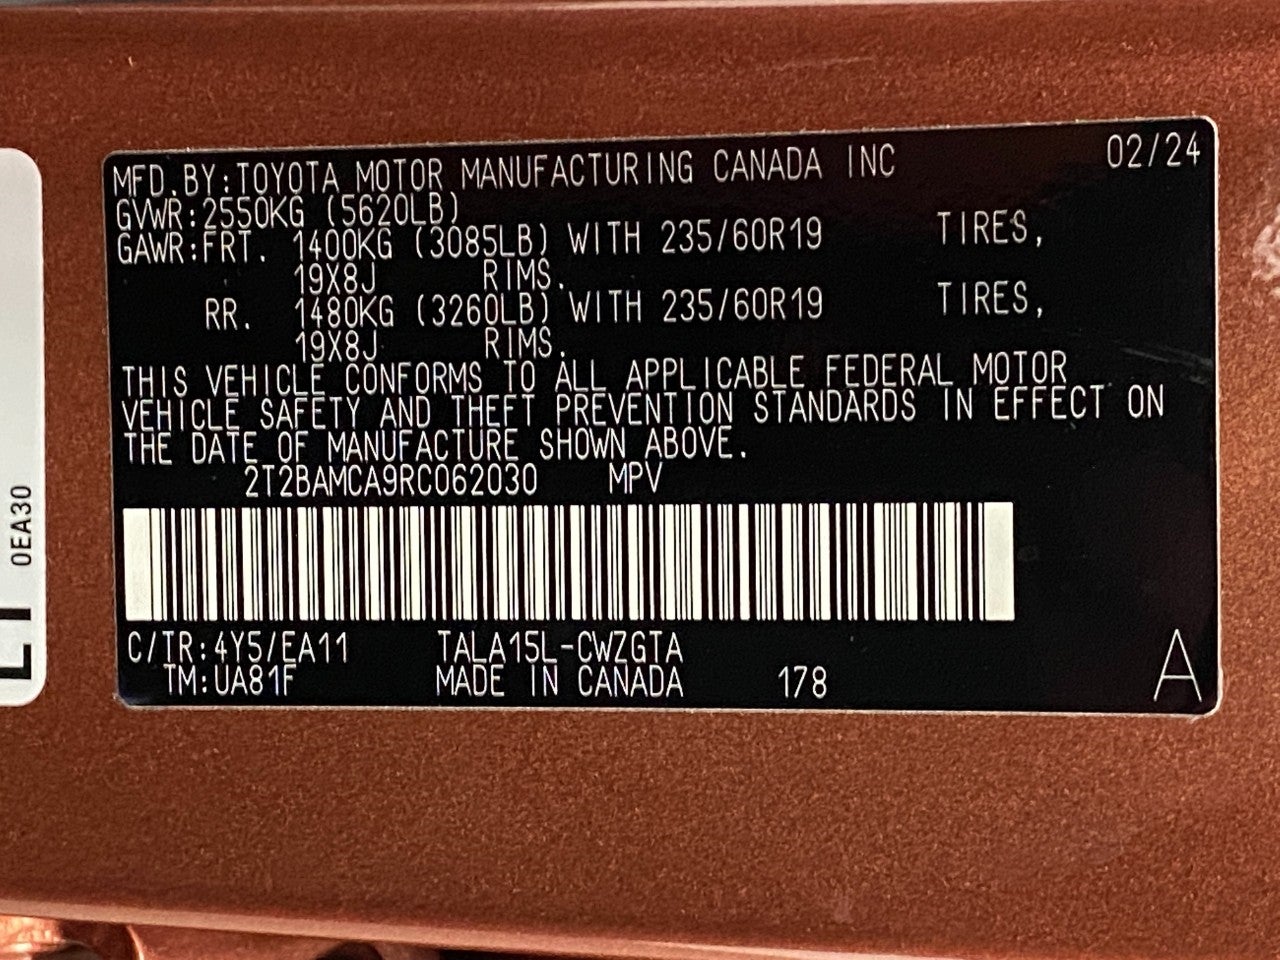 MFD.BY:TOYOTA MOTOR MANUFACTURING CANADA INC 02/24
GVWR:2550KG (5620LB)
GAWR:FRT. 1400KG (3085LB) WITH 235/60R19 TIRES,
19X8J RIMS.
RR. 1480KG (3260LB) WITH 235/60R19 TIRES,
19X8J RIMS.
THIS VEHICLE CONFORMS TO ALL APPLICABLE FEDERAL MOTOR
VEHICLE SAFETY AND THEFT PREVENTION STANDARDS IN EFFECT ON
THE DATE OF MANUFACTURE SHOWN ABOVE.
2T2BAMCA9RC062030 MPV
C/TR:4Y5/EA11 TALA15L-CWZGTA
TM:UA81F MADE IN CANADA 178 A
0EA30